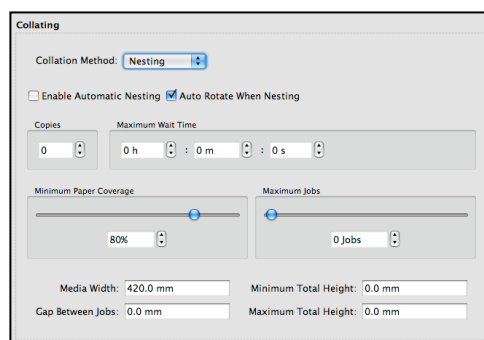 Collating
Collation Method: Nesting
Enable Automatic Nesting Auto Rotate When Nesting
Copies Maximum Wait Time
0 0 h : 0 m : 0 s
Minimum Paper Coverage Maximum Jobs
80% 0 Jobs
Media Width: 420.0 mm Minimum Total Height: 0.0 mm
Gap Between Jobs: 0.0 mm Maximum Total Height: 0.0 mm